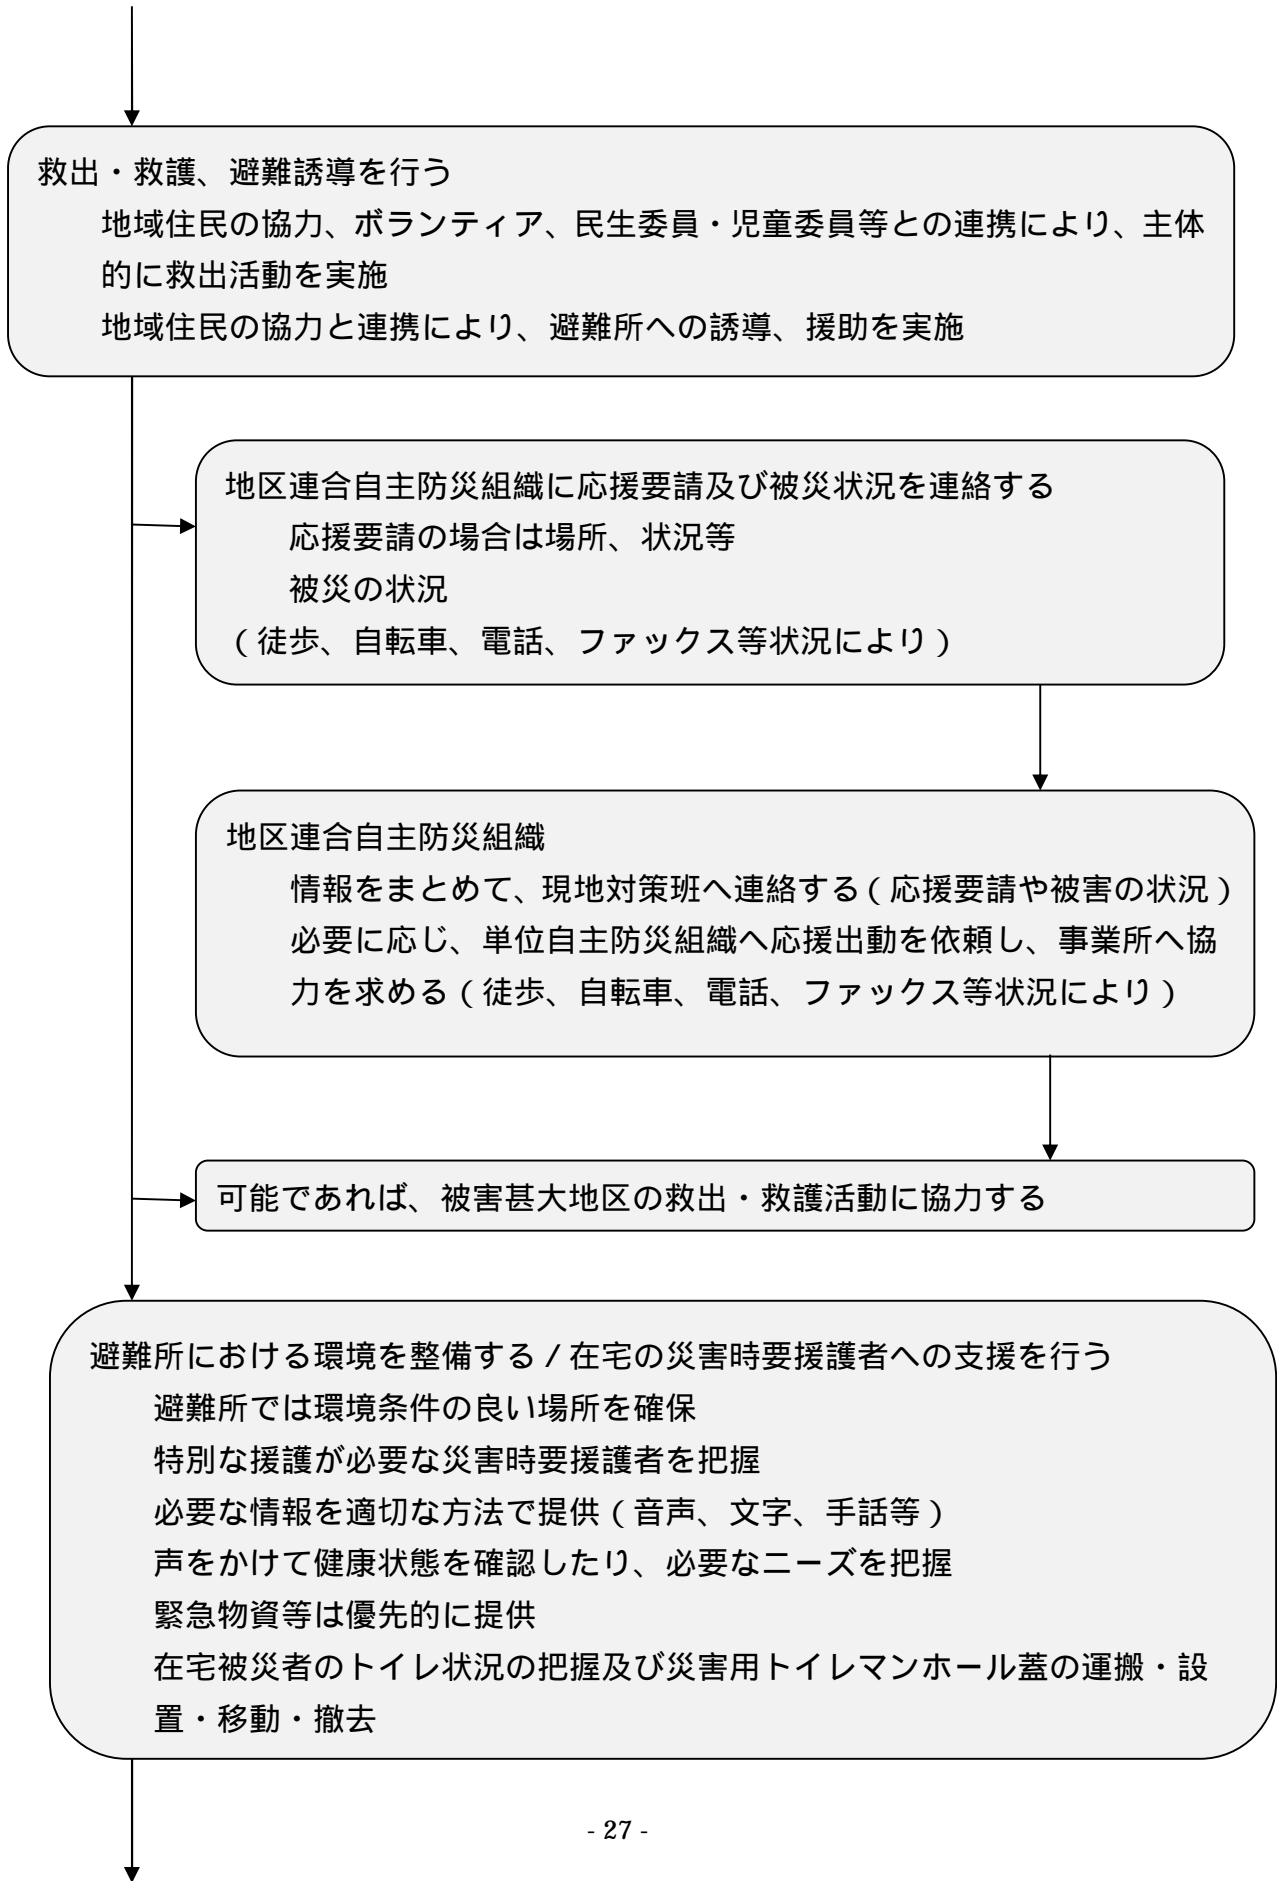 救出・救護、避難誘導を行う
地域住民の協力、ボランティア、民生委員・児童委員等との連携により、主体
的に救出活動を実施
地域住民の協力と連携により、避難所への誘導、援助を実施
地区連合自主防災組織に応援要請及び被災状況を連絡する
応援要請の場合は場所、状況等
被災の状況
（徒歩、自転車、電話、ファックス等状況により）
地区連合自主防災組織
情報をまとめて、現地対策班へ連絡する（応援要請や被害の状況）
必要に応じ、単位自主防災組織へ応援出動を依頼し、事業所へ協
力を求める（徒歩、自転車、電話、ファックス等状況により）
可能であれば、被害甚大地区の救出・救護活動に協力する
避難所における環境を整備する／在宅の災害時要援護者への支援を行う
避難所では環境条件の良い場所を確保
特別な援護が必要な災害時要援護者を把握
必要な情報を適切な方法で提供（音声、文字、手話等）
声をかけて健康状態を確認したり、必要なニーズを把握
緊急物資等は優先的に提供
在宅被災者のトイレ状況の把握及び災害用トイレマンホール蓋の運搬・設
置・移動・撤去
- 27 -